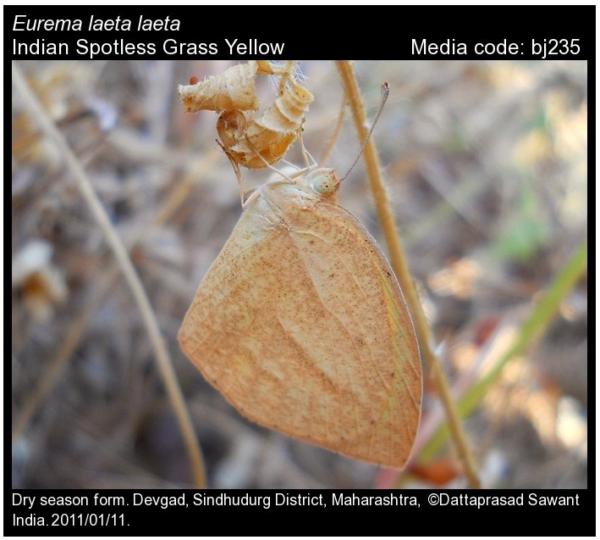 Eurema laeta laeta
Indian Spotless Grass Yellow Media code: bj235
Dry season form. Devgad, Sindhudurg District, Maharashtra, ©Dattaprasad Sawant
India. 2011/01/11.